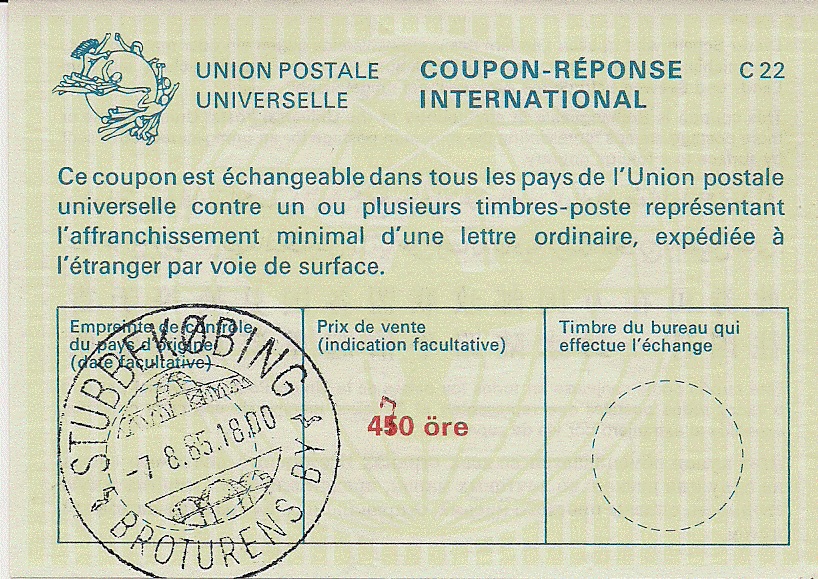 UNION POSTALE
UNIVERSELLE
COUPON-RÉPONSE
INTERNATIONAL
C 22
Ce coupon est échangeable dans tous les pays de l'Union postale
universelle contre un ou plusieurs timbres-poste représentant
l'affranchissement minimal d'une lettre ordinaire, expédiée à
l'étranger par voie de surface.
Empreinte de contrôle
du pays d'origine
(date facultative)
Prix de vente
(indication facultative)
Timbre du bureau qui
effectue l'échange
7
450 öre
STUBBEKØBING
-7.8.85.18.00
BROTURENS BY